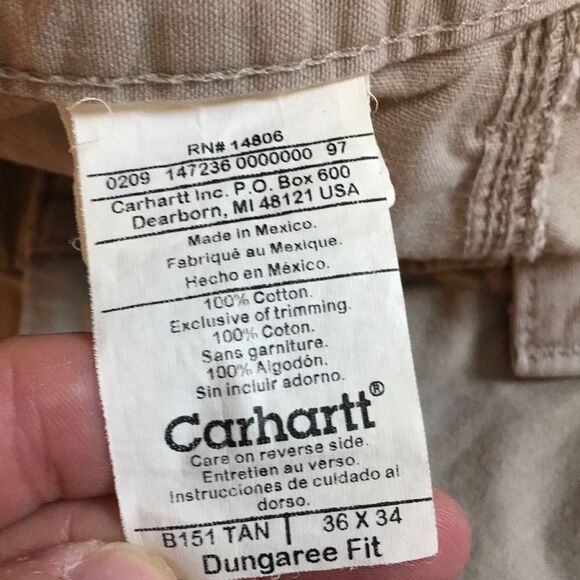 RN# 14806
0209 147236 0000000 97
Carhartt Inc. P.O. Box 600
Dearborn, MI 48121 USA
Made in Mexico.
Fabriqué au Mexique.
Hecho en México.
100% Cotton.
Exclusive of trimming.
100% Coton.
Sans garniture.
100% Algodón.
Sin incluir adorno.
Carhartt®
Care on reverse side.
Entretien au verso.
Instrucciones de cuidado al
dorso.
B151 TAN | 36 X 34
Dungaree Fit